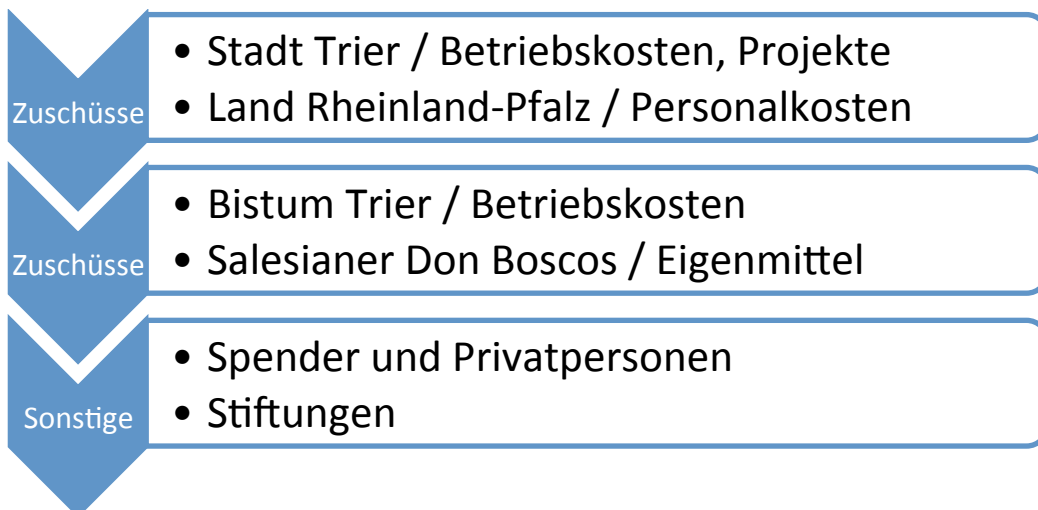 Zuschüsse
• Stadt Trier / Betriebskosten, Projekte
• Land Rheinland-Pfalz / Personalkosten
Zuschüsse
• Bistum Trier / Betriebskosten
• Salesianer Don Boscos / Eigenmittel
Sonstige
• Spender und Privatpersonen
• Stiftungen